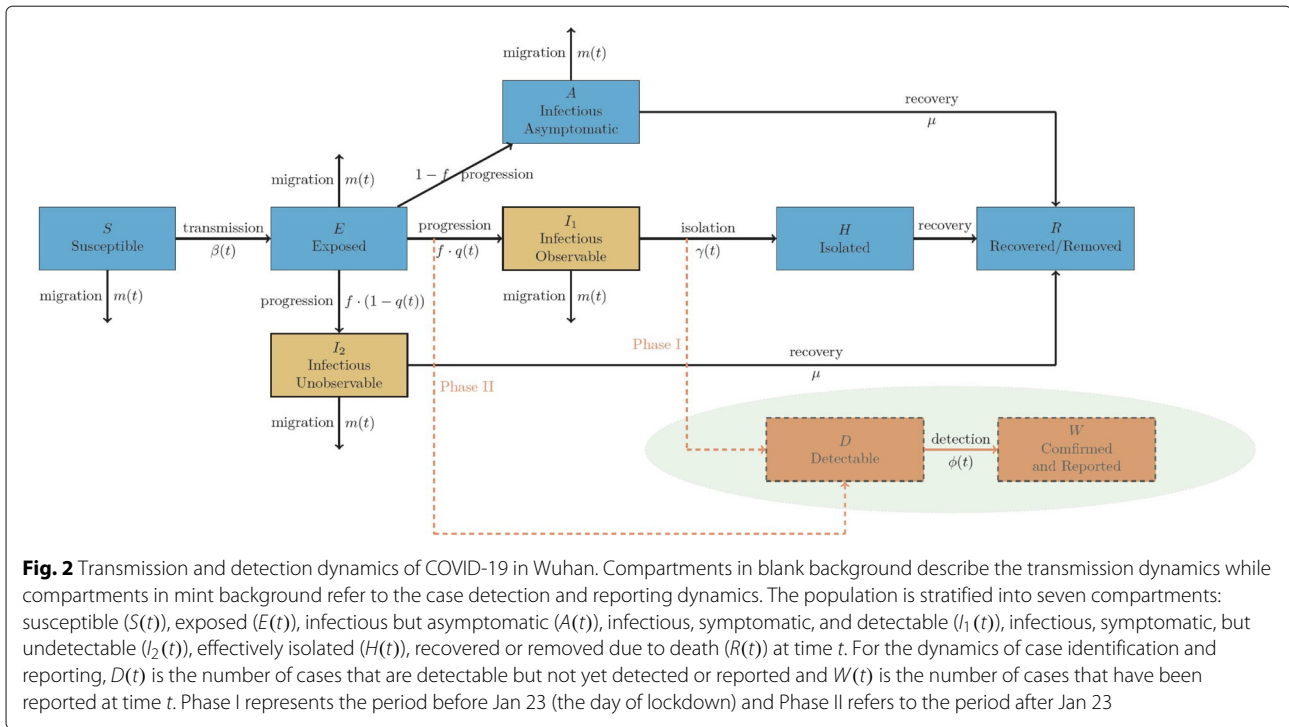 migration m(t)
A
Infectious
Asymptomatic
recovery
μ
migration m(t)
1 − f progression
S
Susceptible
transmission
β(t)
E
Exposed
progression
f · q(t)
I₁
Infectious
Observable
isolation
γ(t)
H
Isolated
recovery
R
Recovered/Removed
migration m(t)
progression f · (1 − q(t))
migration m(t)
I₂
Infectious
Unobservable
Phase I
recovery
μ
Phase II
migration m(t)
D
Detectable
detection
ϕ(t)
W
Comfirmed
and Reported
Fig. 2 Transmission and detection dynamics of COVID-19 in Wuhan. Compartments in blank background describe the transmission dynamics while
compartments in mint background refer to the case detection and reporting dynamics. The population is stratified into seven compartments:
susceptible (S(t)), exposed (E(t)), infectious but asymptomatic (A(t)), infectious, symptomatic, and detectable (I₁(t)), infectious, symptomatic, but
undetectable (I₂(t)), effectively isolated (H(t)), recovered or removed due to death (R(t)) at time t. For the dynamics of case identification and
reporting, D(t) is the number of cases that are detectable but not yet detected or reported and W(t) is the number of cases that have been
reported at time t. Phase I represents the period before Jan 23 (the day of lockdown) and Phase II refers to the period after Jan 23